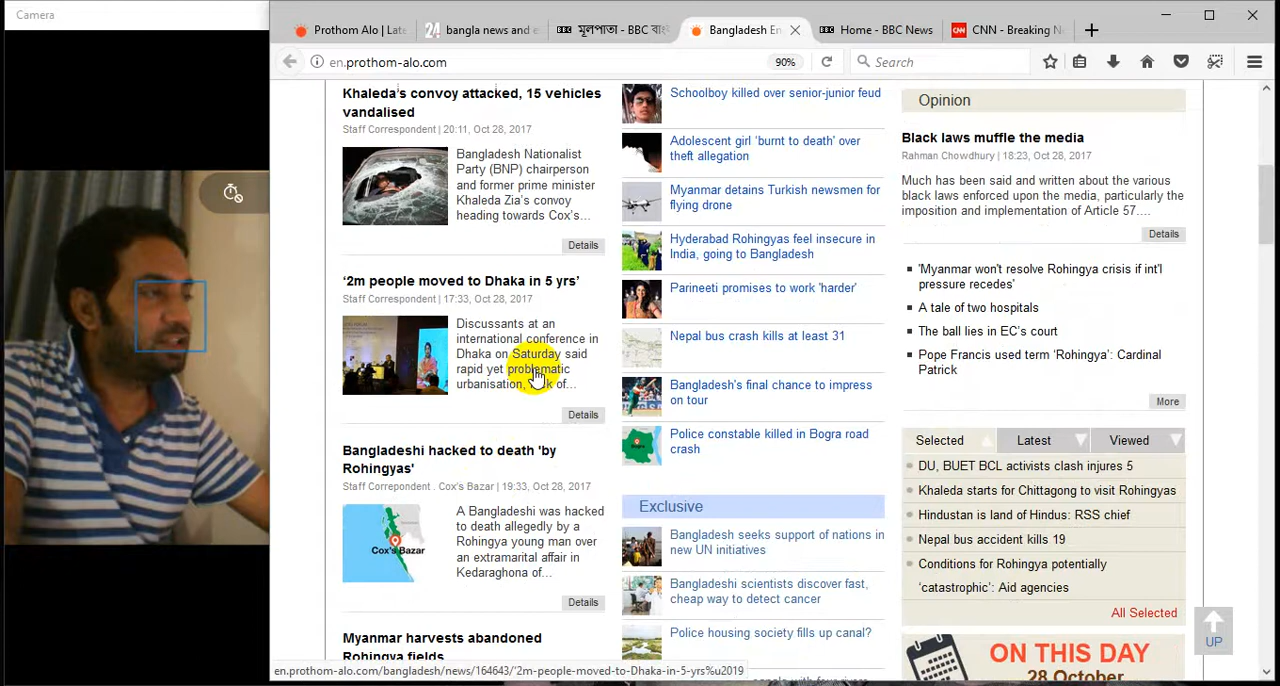 Camera
Prothom Alo | Late
24
bangla news and e
BBC
মূলপাতা - BBC বাং
Bangladesh En
BBC
Home - BBC News
CNN
CNN - Breaking N
en.prothom-alo.com
90%
Search
Khaleda's convoy attacked, 15 vehicles
vandalised
Staff Correspondent | 20:11, Oct 28, 2017
Bangladesh Nationalist
Party (BNP) chairperson
and former prime minister
Khaleda Zia's convoy
heading towards Cox's...
Details
‘2m people moved to Dhaka in 5 yrs’
Staff Correspondent | 17:33, Oct 28, 2017
Discussants at an
international conference in
Dhaka on Saturday said
rapid yet problematic
urbanisation, of...
Details
Bangladeshi hacked to death 'by
Rohingyas'
Staff Correpondent . Cox's Bazar | 19:33, Oct 28, 2017
Cox's Bazar
A Bangladeshi was hacked
to death allegedly by a
Rohingya young man over
an extramarital affair in
Kedaraghona of...
Details
Myanmar harvests abandoned
Rohingya fields
en.prothom-alo.com/bangladesh/news/164643/‘2m-people-moved-to-Dhaka-in-5-yrs%u2019
Schoolboy killed over senior-junior feud
Adolescent girl 'burnt to death' over
theft allegation
Myanmar detains Turkish newsmen for
flying drone
Hyderabad Rohingyas feel insecure in
India, going to Bangladesh
Parineeti promises to work 'harder'
Nepal bus crash kills at least 31
Bangladesh's final chance to impress
on tour
Police constable killed in Bogra road
crash
Exclusive
Bangladesh seeks support of nations in
new UN initiatives
Bangladeshi scientists discover fast,
cheap way to detect cancer
Police housing society fills up canal?
Opinion
Black laws muffle the media
Rahman Chowdhury | 18:23, Oct 28, 2017
Much has been said and written about the various
black laws enforced upon the media, particularly the
imposition and implementation of Article 57....
Details
'Myanmar won't resolve Rohingya crisis if int'l
pressure recedes'
A tale of two hospitals
The ball lies in EC’s court
Pope Francis used term ‘Rohingya’: Cardinal
Patrick
More
Selected
Latest
Viewed
DU, BUET BCL activists clash injures 5
Khaleda starts for Chittagong to visit Rohingyas
Hindustan is land of Hindus: RSS chief
Nepal bus accident kills 19
Conditions for Rohingya potentially
‘catastrophic’: Aid agencies
All Selected
UP
ON THIS DAY
28 October